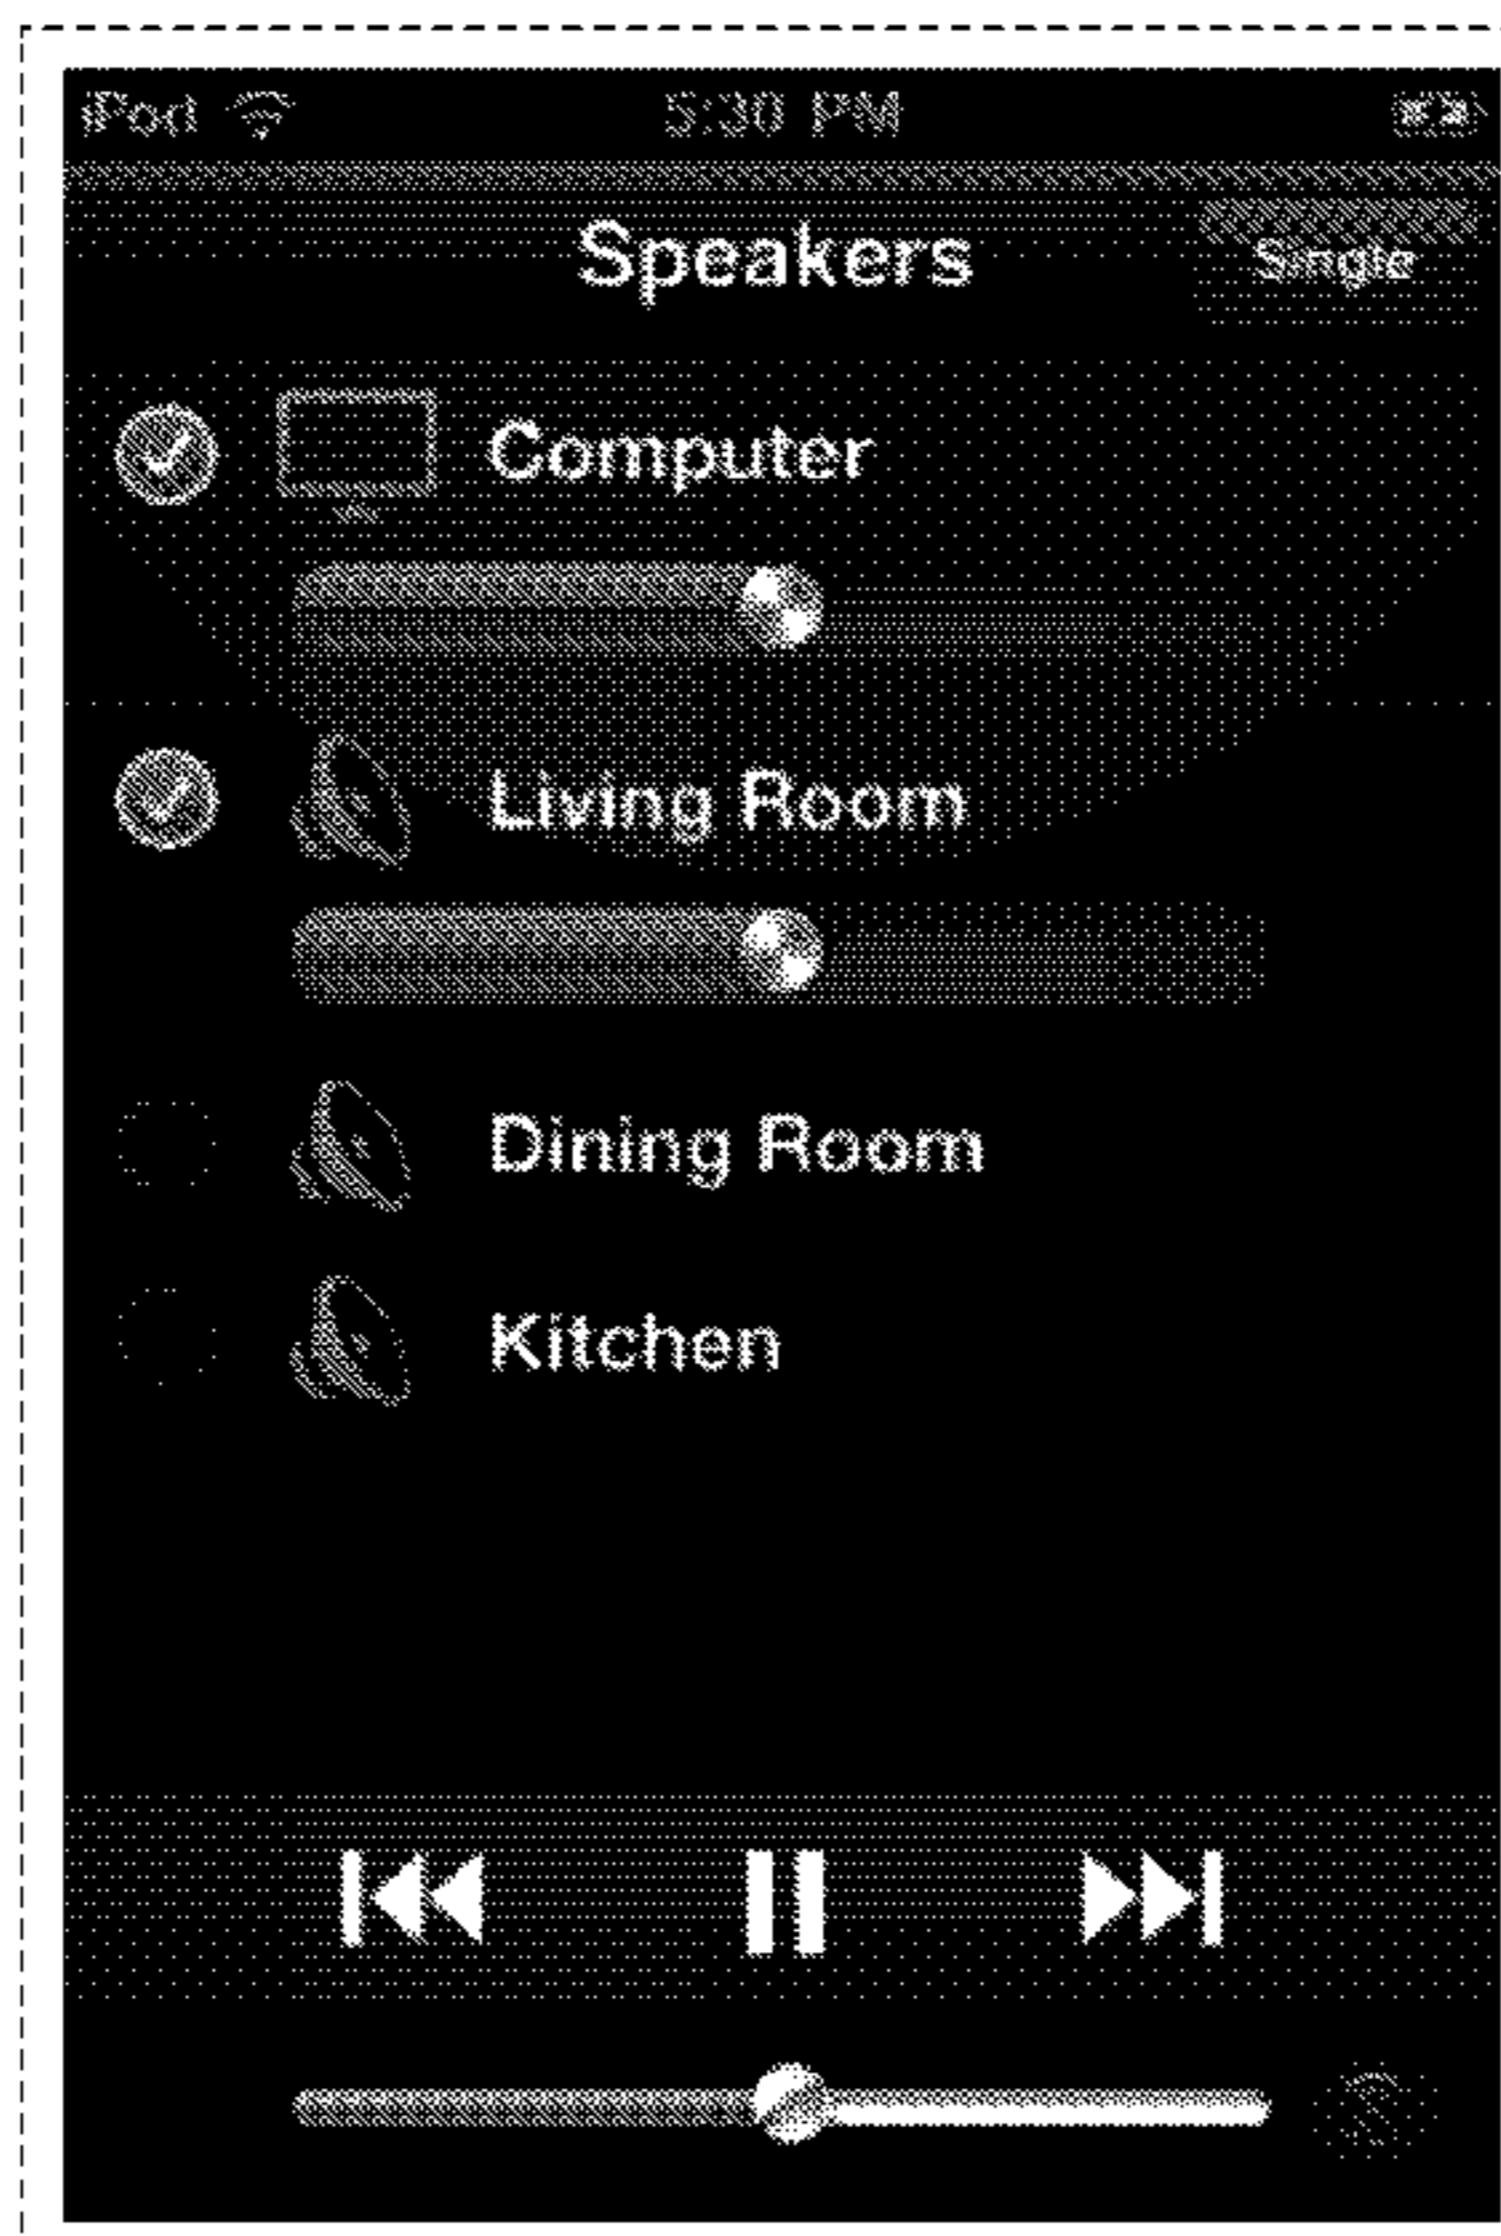 iPod 5:30 PM
Speakers Single
Computer
Living Room
Dining Room
Kitchen